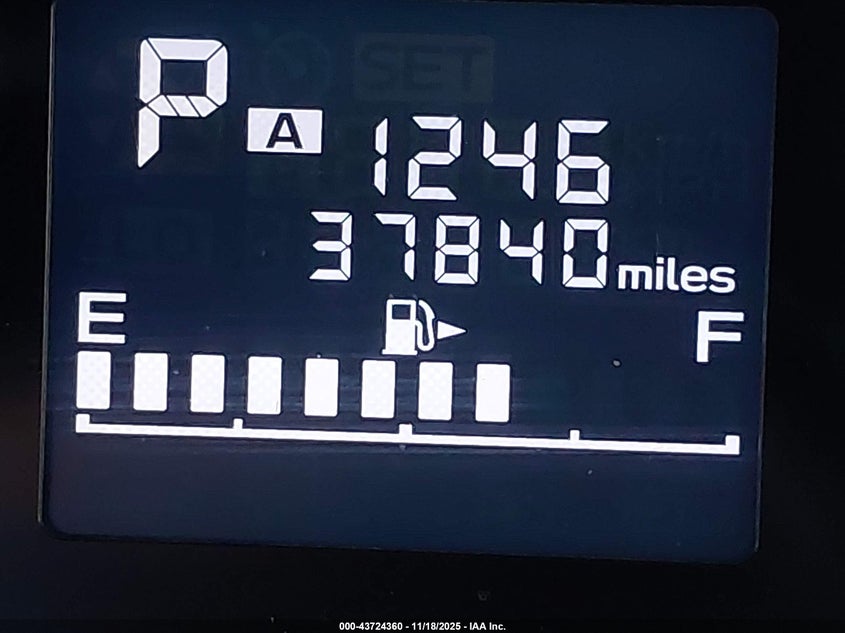 P A 1246
37840 miles
E F
000-43724360 - 11/18/2025 - IAA Inc.